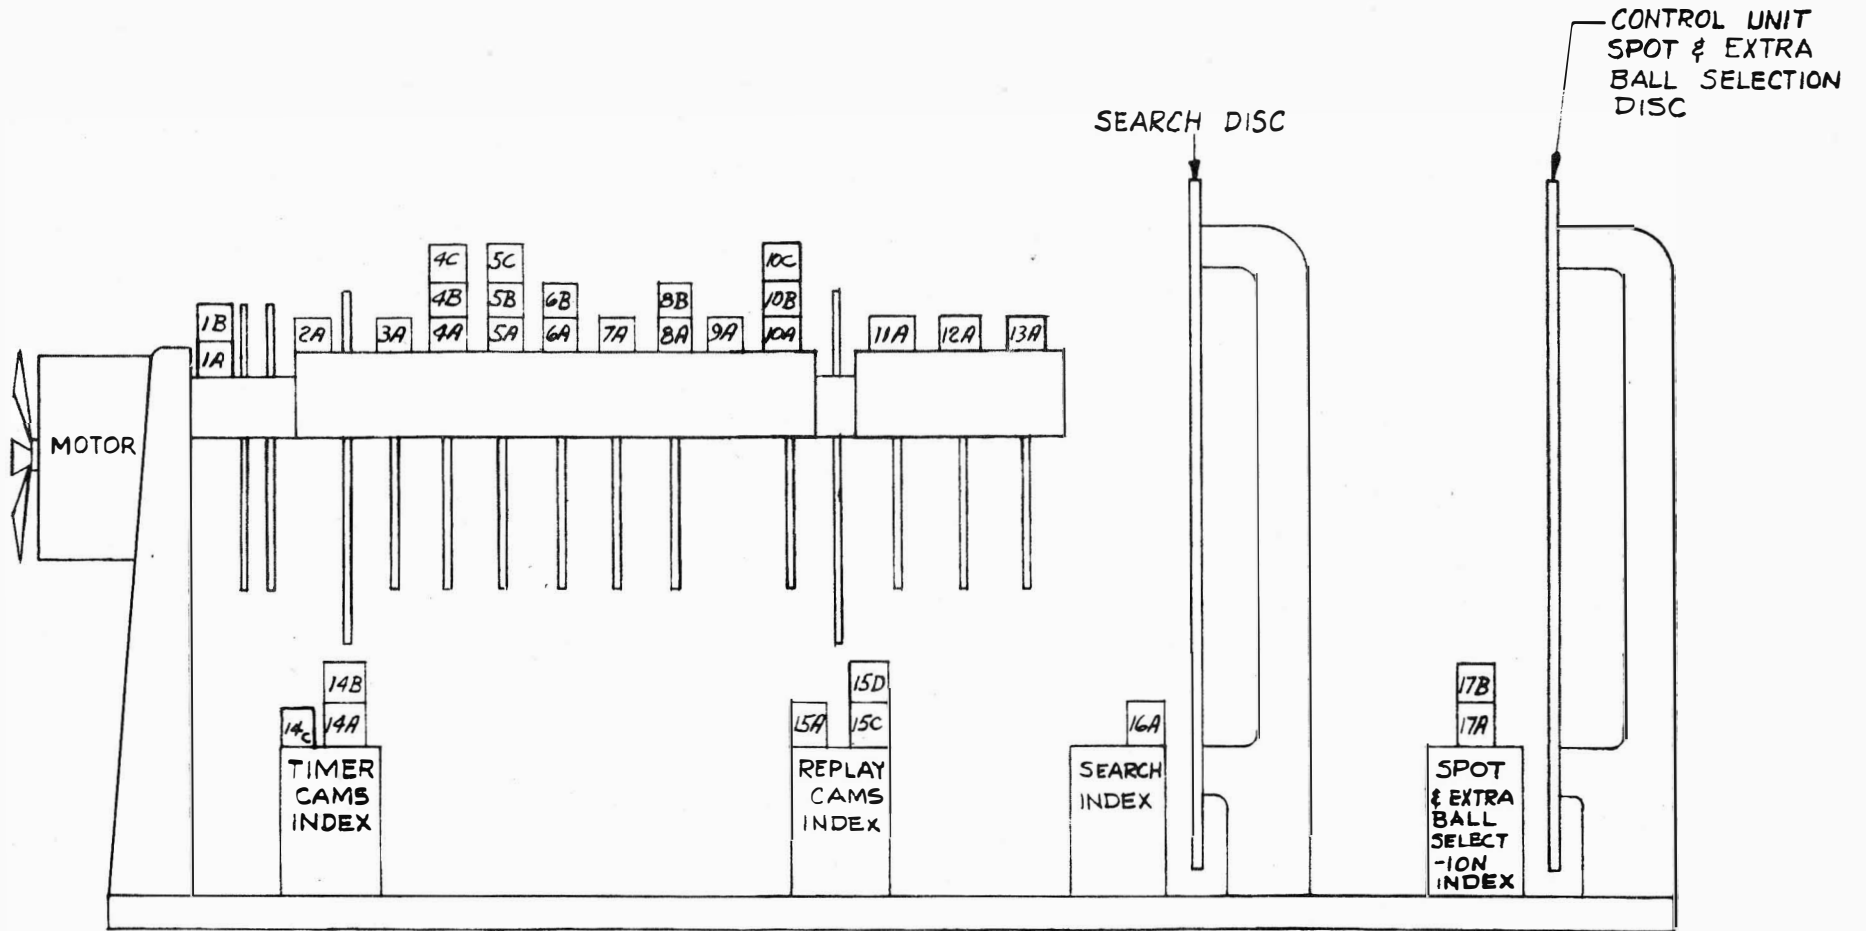 CONTROL UNIT
SPOT & EXTRA
BALL SELECTION
DISC
SEARCH DISC
4C 5C 10C
4B 5B 6B 8B 10B
1B 2A 3A 4A 5A 6A 7A 8A 9A 10A 11A 12A 13A
1A
MOTOR
14B 15D 17B
14C 14A 15A 15C 16A 17A
TIMER
CAMS
INDEX
REPLAY
CAMS
INDEX
SEARCH
INDEX
SPOT
& EXTRA
BALL
SELECT
-ION
INDEX